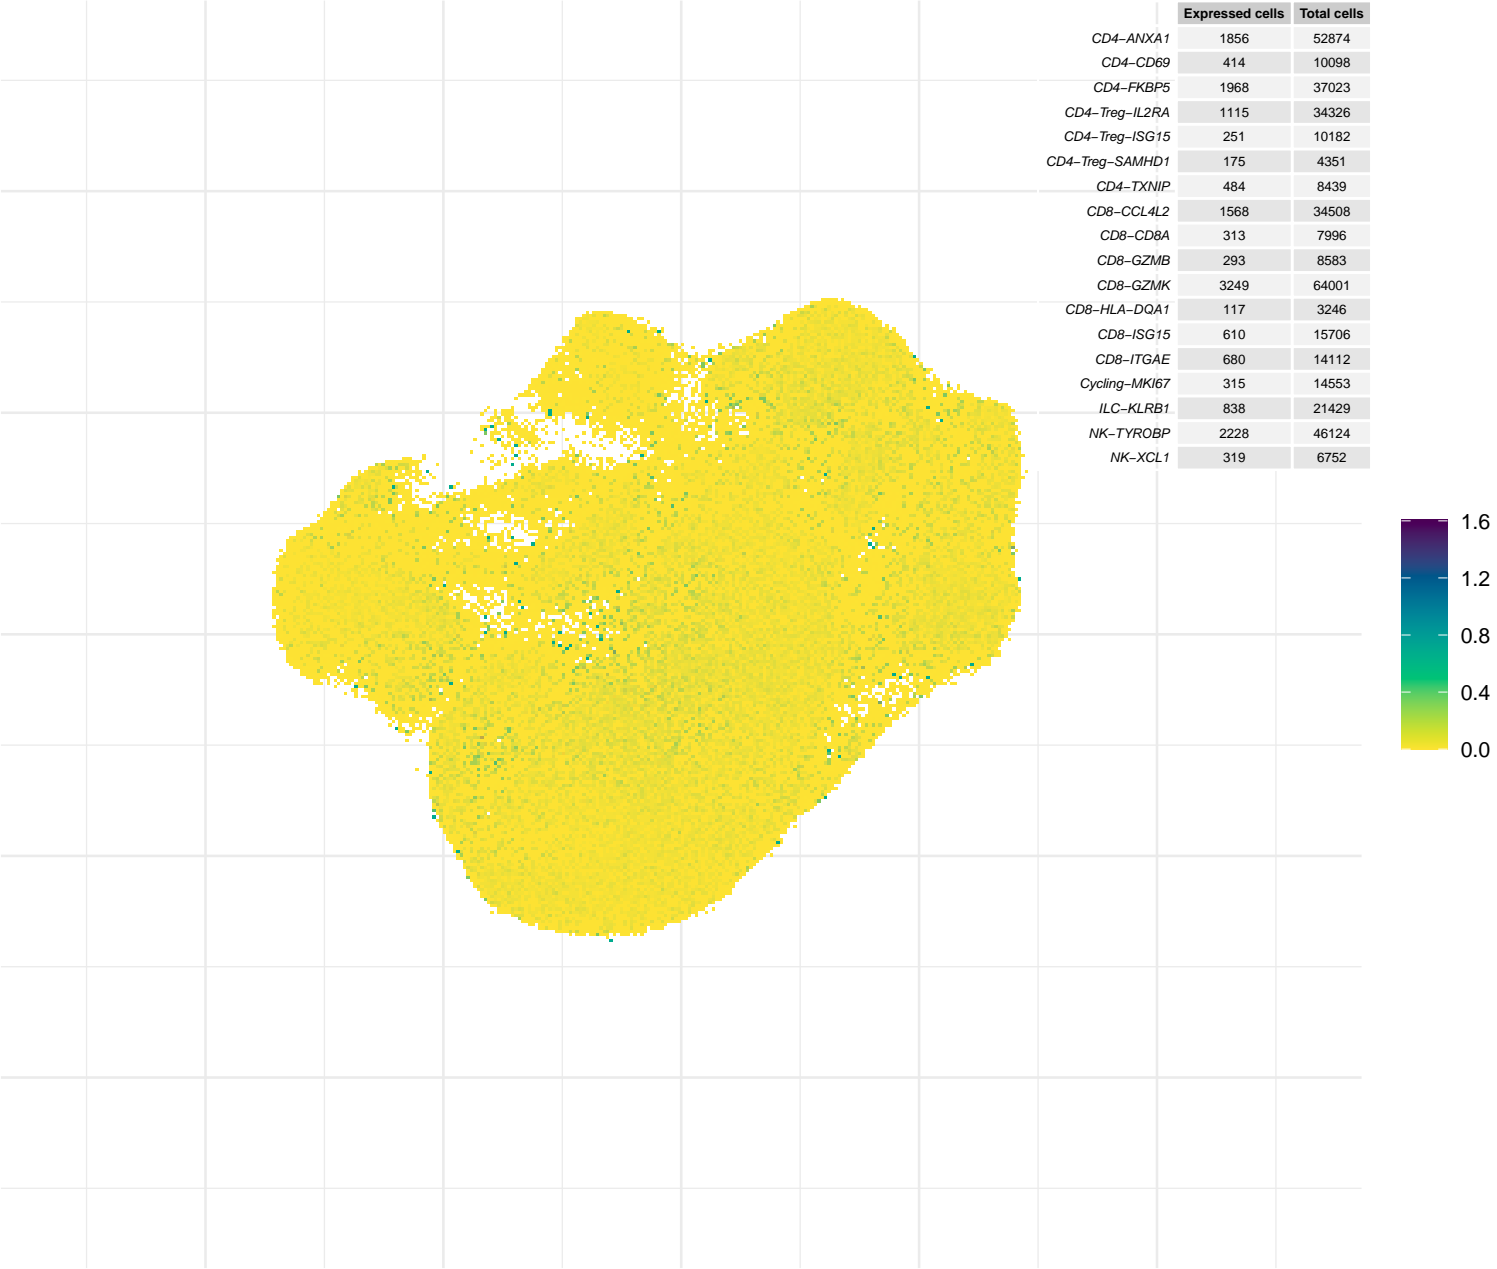 Expressed cells Total cells
CD4−ANXA1 1856 52874
CD4−CD69 414 10098
CD4−FKBP5 1968 37023
CD4−Treg−IL2RA 1115 34326
CD4−Treg−ISG15 251 10182
CD4−Treg−SAMHD1 175 4351
CD4−TXNIP 484 8439
CD8−CCL4L2 1568 34508
CD8−CD8A 313 7996
CD8−GZMB 293 8583
CD8−GZMK 3249 64001
CD8−HLA−DQA1 117 3246
CD8−ISG15 610 15706
CD8−ITGAE 680 14112
Cycling−MKI67 315 14553
ILC−KLRB1 838 21429
NK−TYROBP 2228 46124
NK−XCL1 319 6752
1.6
1.2
0.8
0.4
0.0